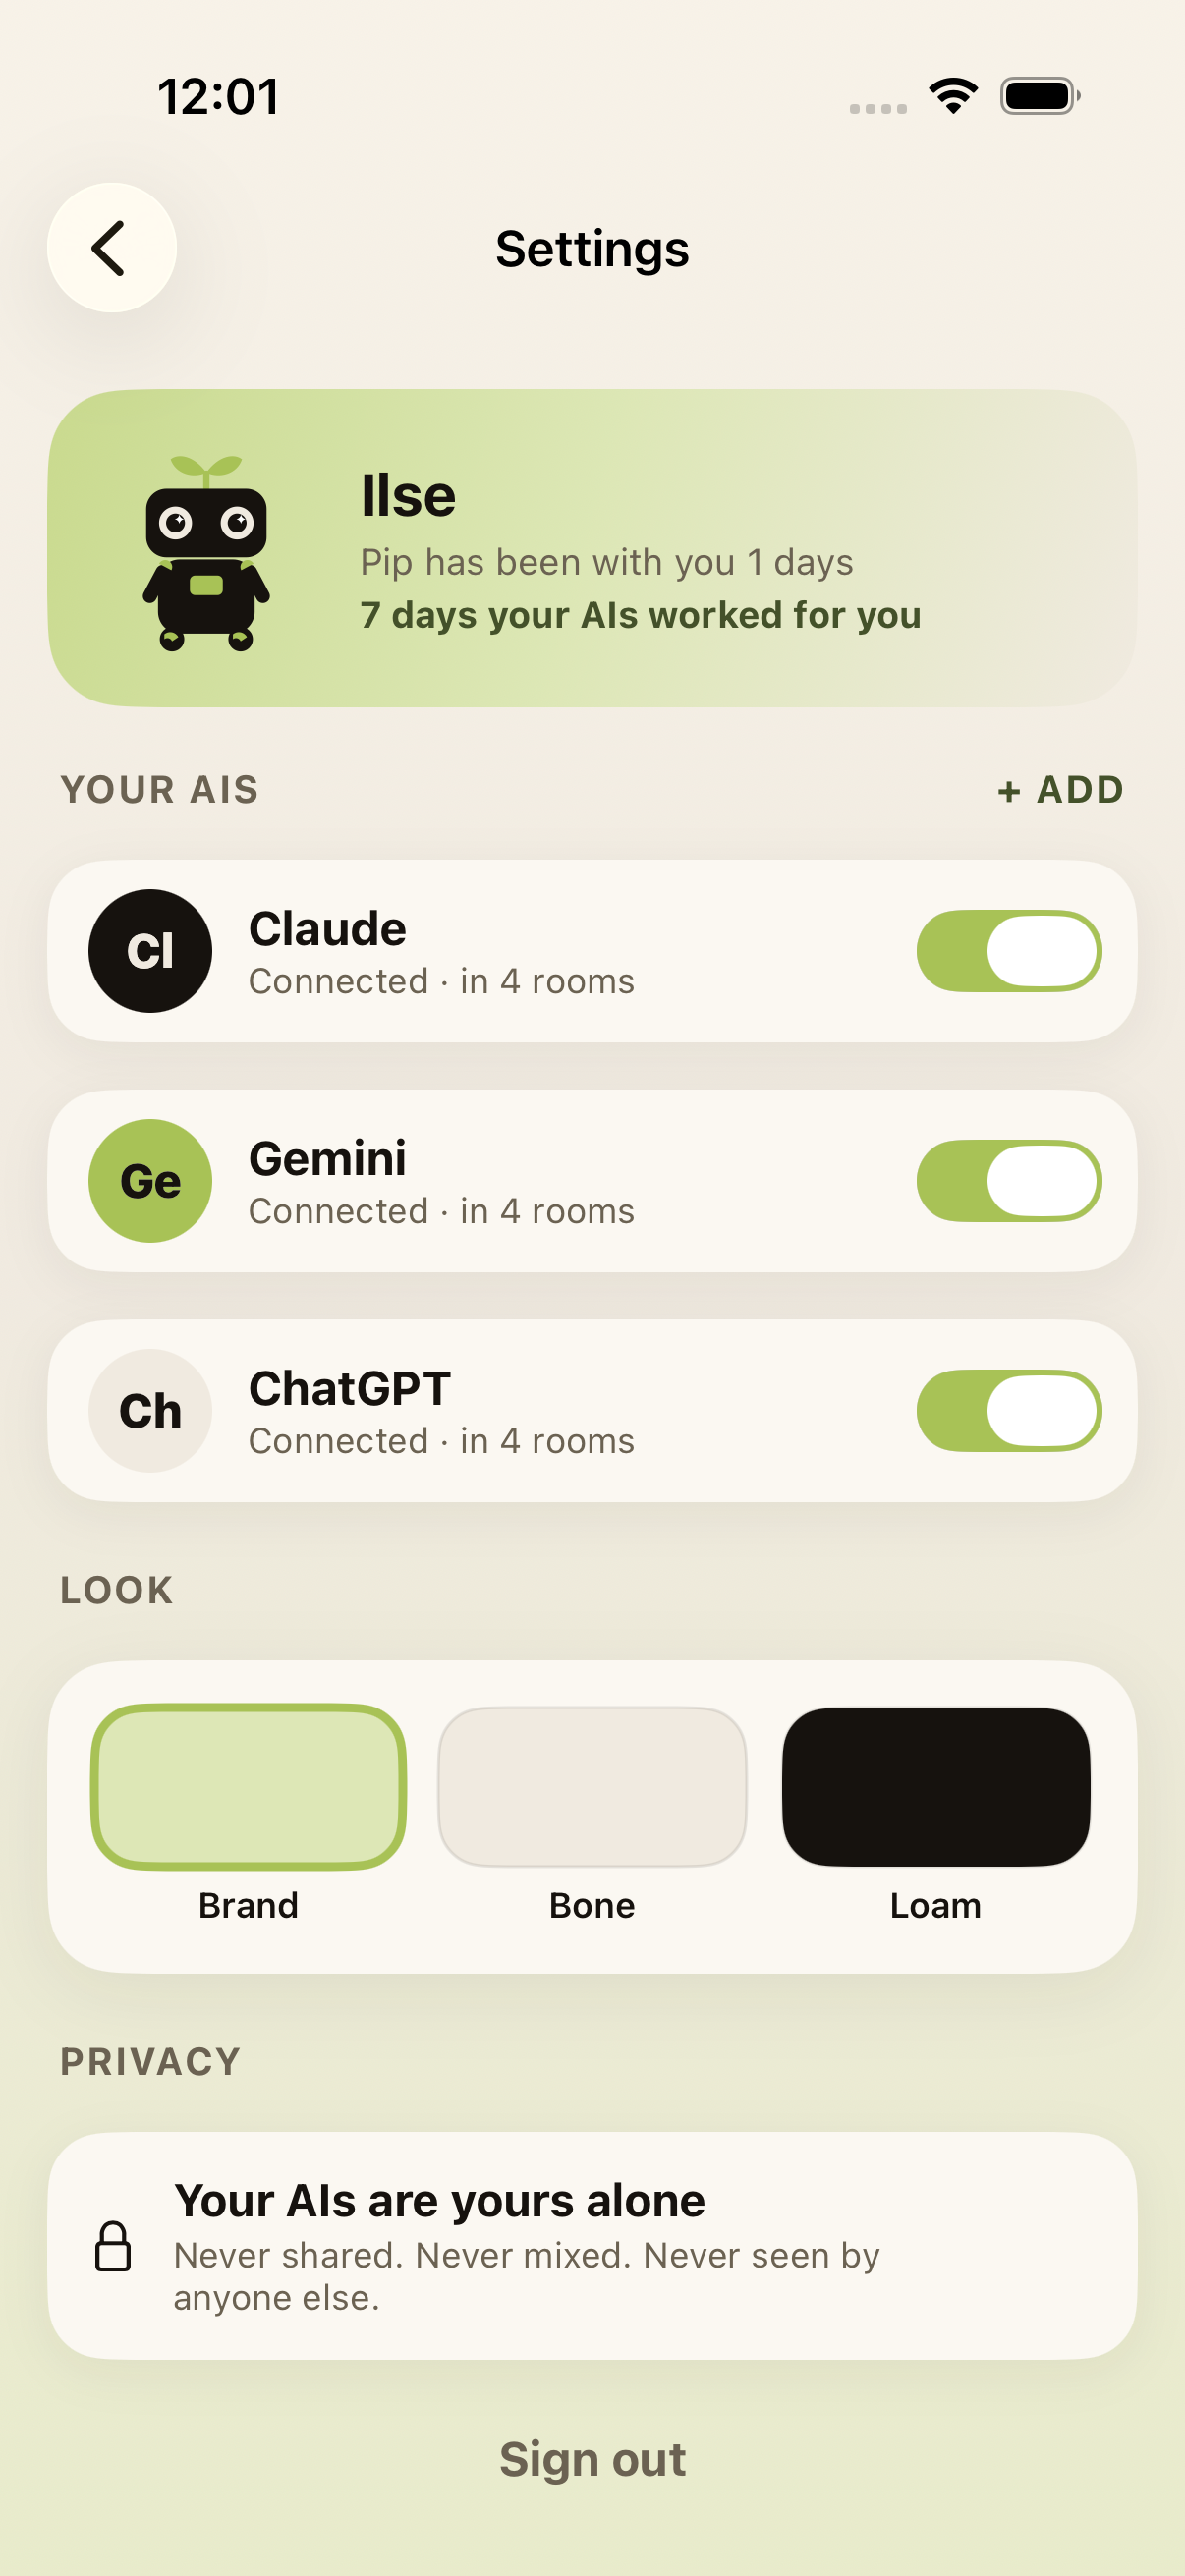 12:01
Settings
Ilse
Pip has been with you 1 days
7 days your AIs worked for you
YOUR AIS
+ ADD
Cl
Claude
Connected · in 4 rooms
Ge
Gemini
Connected · in 4 rooms
Ch
ChatGPT
Connected · in 4 rooms
LOOK
Brand
Bone
Loam
PRIVACY
Your AIs are yours alone
Never shared. Never mixed. Never seen by
anyone else.
Sign out